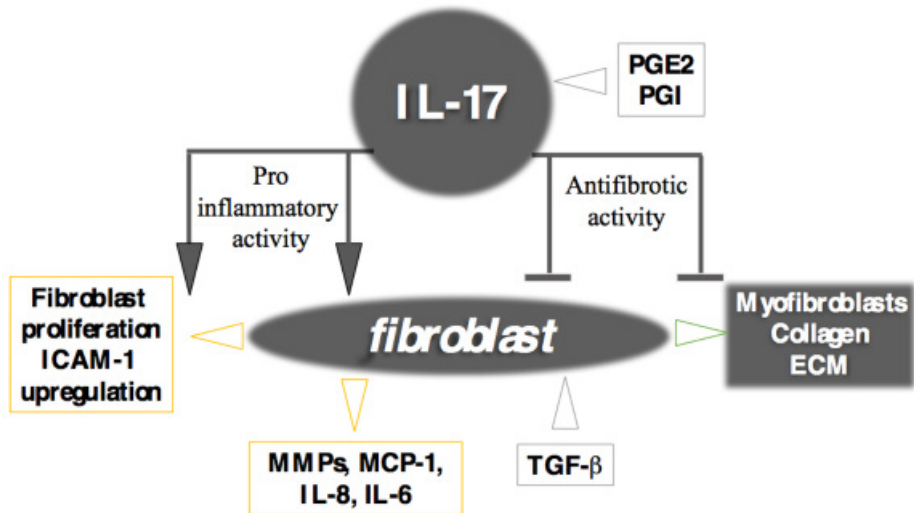 IL-17
PGE2
PGI
Pro
inflammatory
activity
Antifibrotic
activity
Fibroblast
proliferation
ICAM-1
upregulation
fibroblast
Myofibroblasts
Collagen
ECM
MMPs, MCP-1,
IL-8, IL-6
TGF-β